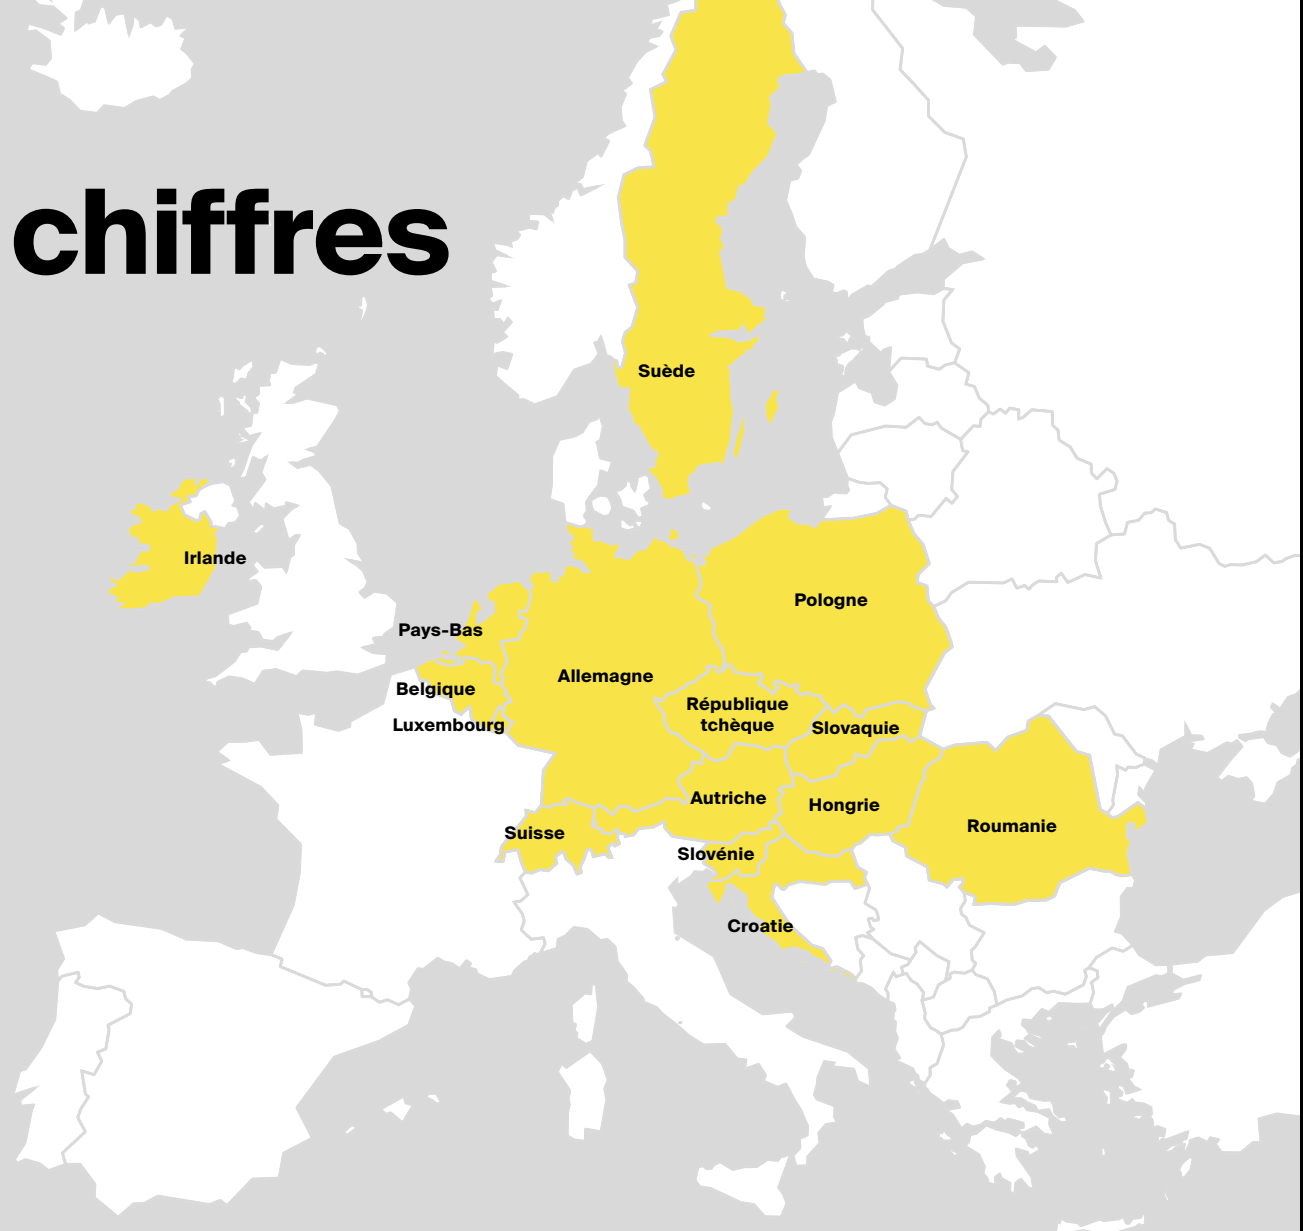 chiffres
Suède
Irlande
Pologne
Pays-Bas
Allemagne
Belgique
République
tchèque
Luxembourg
Slovaquie
Autriche
Hongrie
Roumanie
Suisse
Slovénie
Croatie